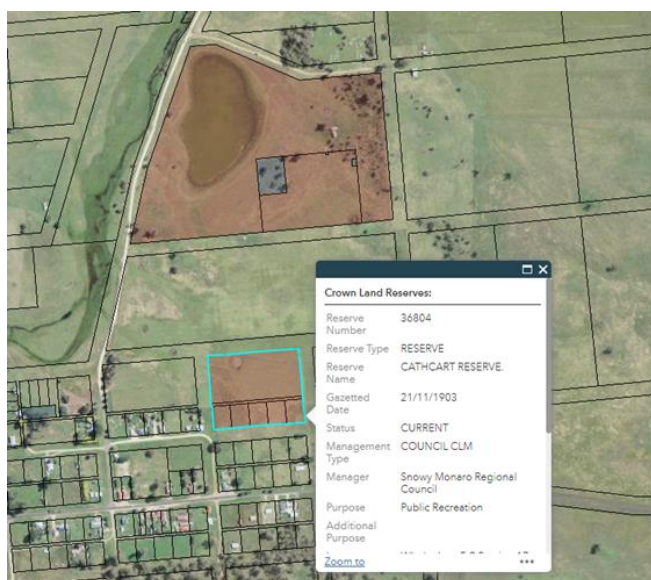 Crown Land Reserves:
Reserve Number 36804
Reserve Type RESERVE
Reserve Name CATHCART RESERVE.
Gazetted Date 21/11/1903
Status CURRENT
Management Type COUNCIL CLM
Manager Snowy Monaro Regional Council
Purpose Public Recreation
Additional Purpose
Zoom to